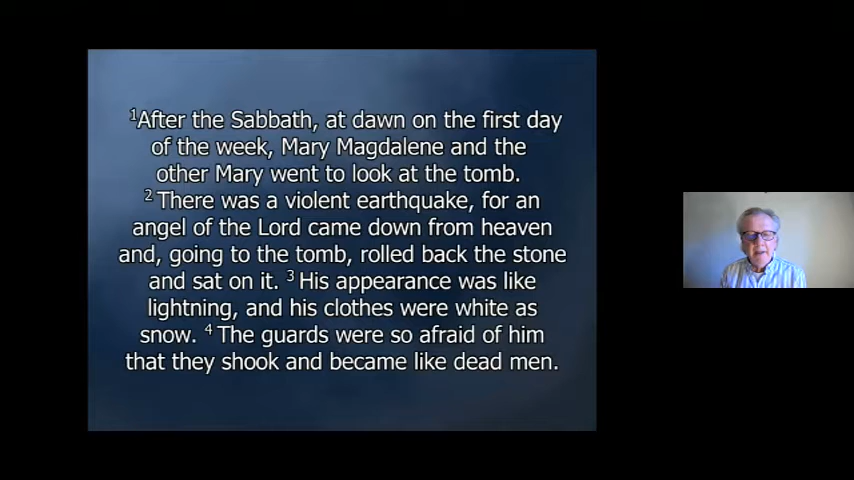 ¹After the Sabbath, at dawn on the first day
of the week, Mary Magdalene and the
other Mary went to look at the tomb.
² There was a violent earthquake, for an
angel of the Lord came down from heaven
and, going to the tomb, rolled back the stone
and sat on it. ³ His appearance was like
lightning, and his clothes were white as
snow. ⁴ The guards were so afraid of him
that they shook and became like dead men.